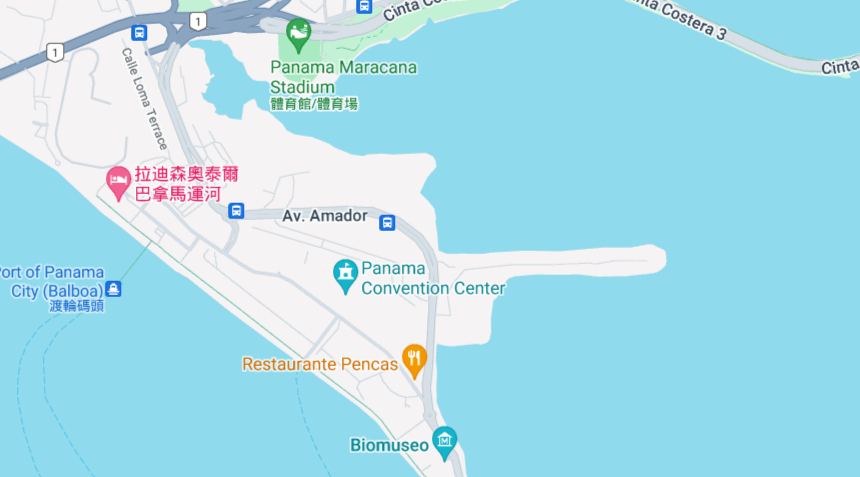 Cinta Co
nta Costera 3
Cinta
1
1
Calle Loma Terrace
Panama Maracana
Stadium
體育館/體育場
拉迪森奧泰爾
巴拿馬運河
Av. Amador
Panama
Convention Center
ort of Panama
City (Balboa)
渡輪碼頭
Restaurante Pencas
Biomuseo